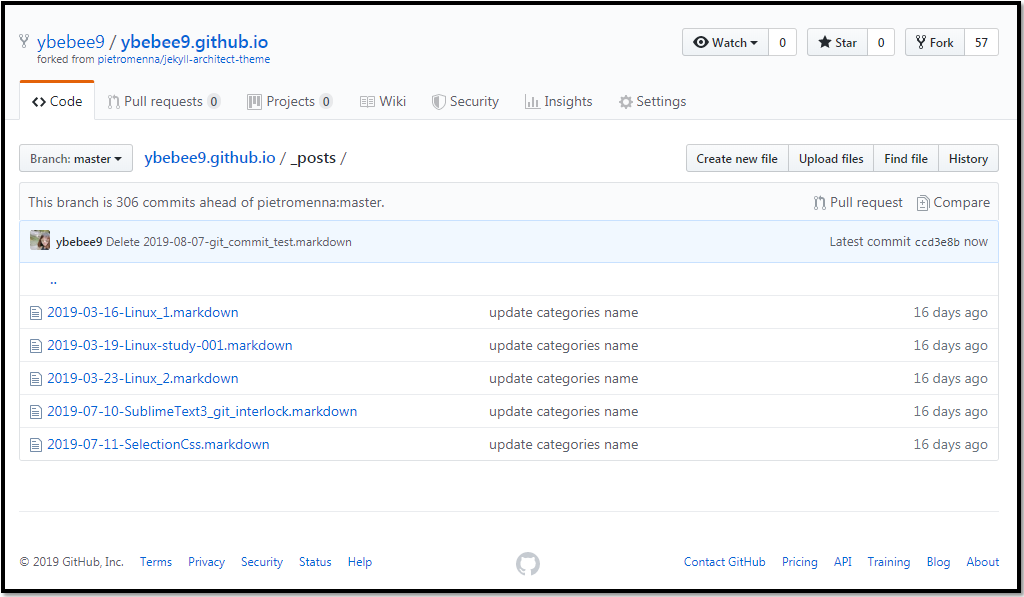 ybebee9 / ybebee9.github.io Watch 0 Star 0 Fork 57
forked from pietromenna/jekyll-architect-theme
Code Pull requests 0 Projects 0 Wiki Security Insights Settings
Branch: master ybebee9.github.io / _posts / Create new file Upload files Find file History
This branch is 306 commits ahead of pietromenna:master. Pull request Compare
ybebee9 Delete 2019-08-07-git_commit_test.markdown Latest commit ccd3e8b now
..
2019-03-16-Linux_1.markdown update categories name 16 days ago
2019-03-19-Linux-study-001.markdown update categories name 16 days ago
2019-03-23-Linux_2.markdown update categories name 16 days ago
2019-07-10-SublimeText3_git_interlock.markdown update categories name 16 days ago
2019-07-11-SelectionCss.markdown update categories name 16 days ago
© 2019 GitHub, Inc. Terms Privacy Security Status Help Contact GitHub Pricing API Training Blog About